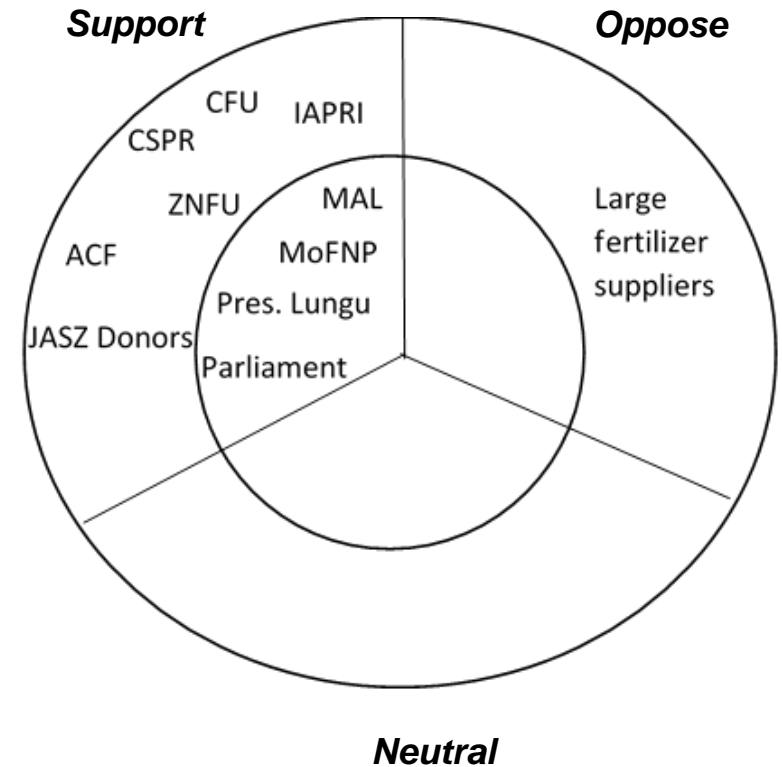 Support
Oppose
CFU
IAPRI
CSPR
ZNFU
MAL
Large
fertilizer
suppliers
ACF
MoFNP
Pres. Lungu
JASZ Donors
Parliament
Neutral